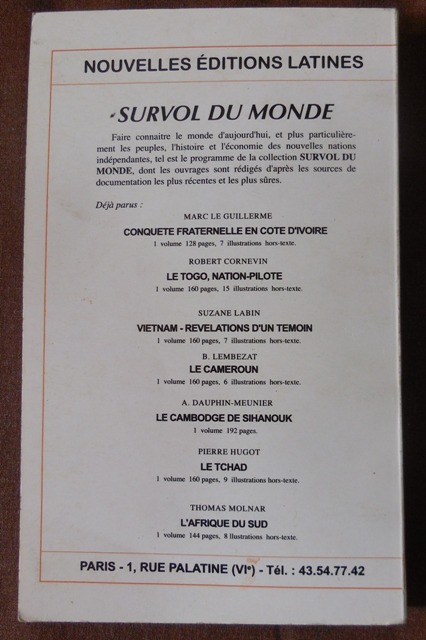 NOUVELLES ÉDITIONS LATINES
SURVOL DU MONDE
Faire connaitre le monde d'aujourd'hui, et plus particulière-
ment les peuples, l'histoire et l'économie des nouvelles nations
indépendantes, tel est le programme de la collection SURVOL DU
MONDE, dont les ouvrages sont rédigés d'après les sources de
documentation les plus récentes et les plus sûres.
Déjà parus :
MARC LE GUILLERME
CONQUETE FRATERNELLE EN COTE D'IVOIRE
1 volume 128 pages, 7 illustrations hors-texte.
ROBERT CORNEVIN
LE TOGO, NATION-PILOTE
1 volume 160 pages, 15 illustrations hors-texte.
SUZANE LABIN
VIETNAM - REVELATIONS D'UN TEMOIN
1 volume 160 pages, 7 illustrations hors-texte.
B. LEMBEZAT
LE CAMEROUN
1 volume 160 pages, 6 illustrations hors-texte.
A. DAUPHIN-MEUNIER
LE CAMBODGE DE SIHANOUK
1 volume 192 pages.
PIERRE HUGOT
LE TCHAD
1 volume 160 pages, 9 illustrations hors-texte.
THOMAS MOLNAR
L'AFRIQUE DU SUD
1 volume 144 pages, 8 llustrations hors-texte.
PARIS - 1, RUE PALATINE (VIe) - Tél. : 43.54.77.42